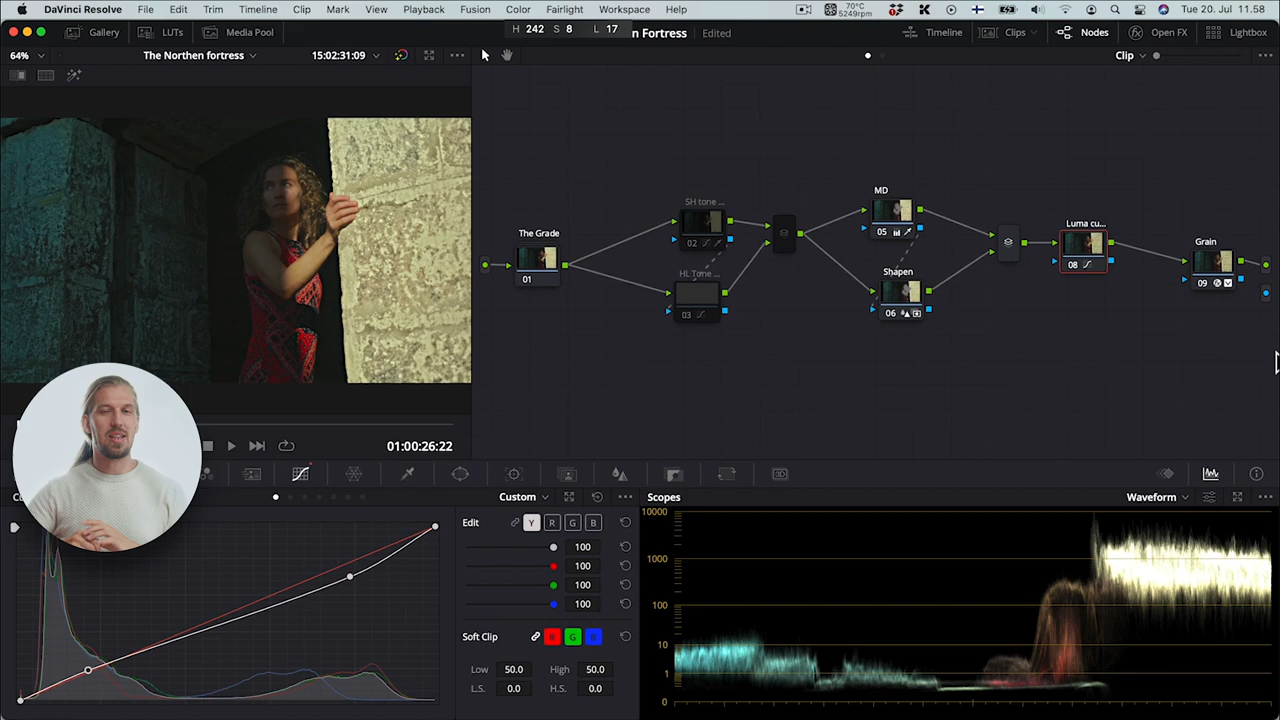 DaVinci Resolve File Edit Trim Timeline Clip Mark View Playback Fusion Color Fairlight Workspace Help 70°C 5249rpm Tue 20. Jul 11.58
Gallery LUTs Media Pool H 242 S 8 L 17 n Fortress Edited Timeline Clips Nodes Open FX Lightbox
64% The Northen fortress 15:02:31:09 Clip
MD
SH tone ...
05
Luma cu...
The Grade
02
08
Grain
01
HL Tone ...
Shapen
09
03
06
01:00:26:22
Custom
Scopes
Waveform
Edit Y R G B
100
100
100
100
Soft Clip R G B
Low 50.0 High 50.0
L.S. 0.0 H.S. 0.0
10000
1000
100
10
1
0